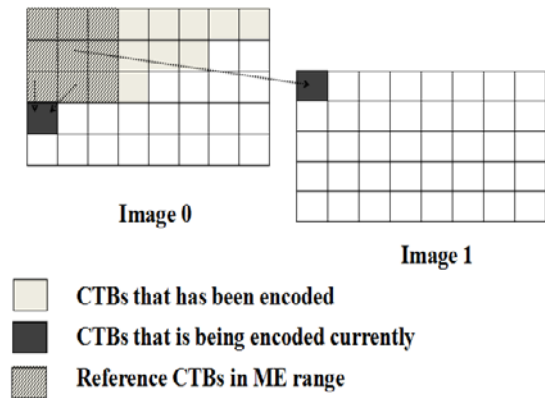 Image 0
Image 1
CTBs that has been encoded
CTBs that is being encoded currently
Reference CTBs in ME range